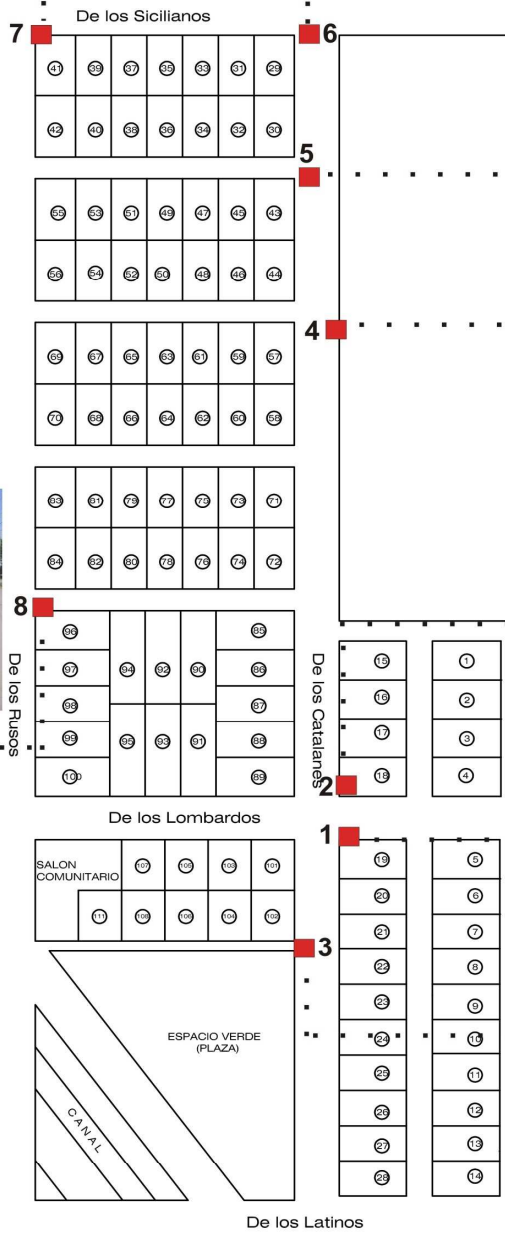 De los Sicilianos
7
6
41 39 37 35 33 31 29
42 40 38 36 34 32 30
5
55 53 51 49 47 45 43
56 54 52 50 48 46 44
4
69 67 65 63 61 59 57
70 68 66 64 62 60 58
83 81 79 77 75 73 71
84 82 80 78 76 74 72
8
De los Rusos
96
97
98
99
100
94 92 90
95 93 91
85
86
87
88
89
De los Catalanes
15
16
17
18
1
2
3
4
2
De los Lombardos
1
SALON
COMUNITARIO
107 105 103 101
111 108 106 104 102
3
19
20
21
22
23
24
25
26
27
28
5
6
7
8
9
10
11
12
13
14
ESPACIO VERDE
(PLAZA)
CANAL
De los Latinos